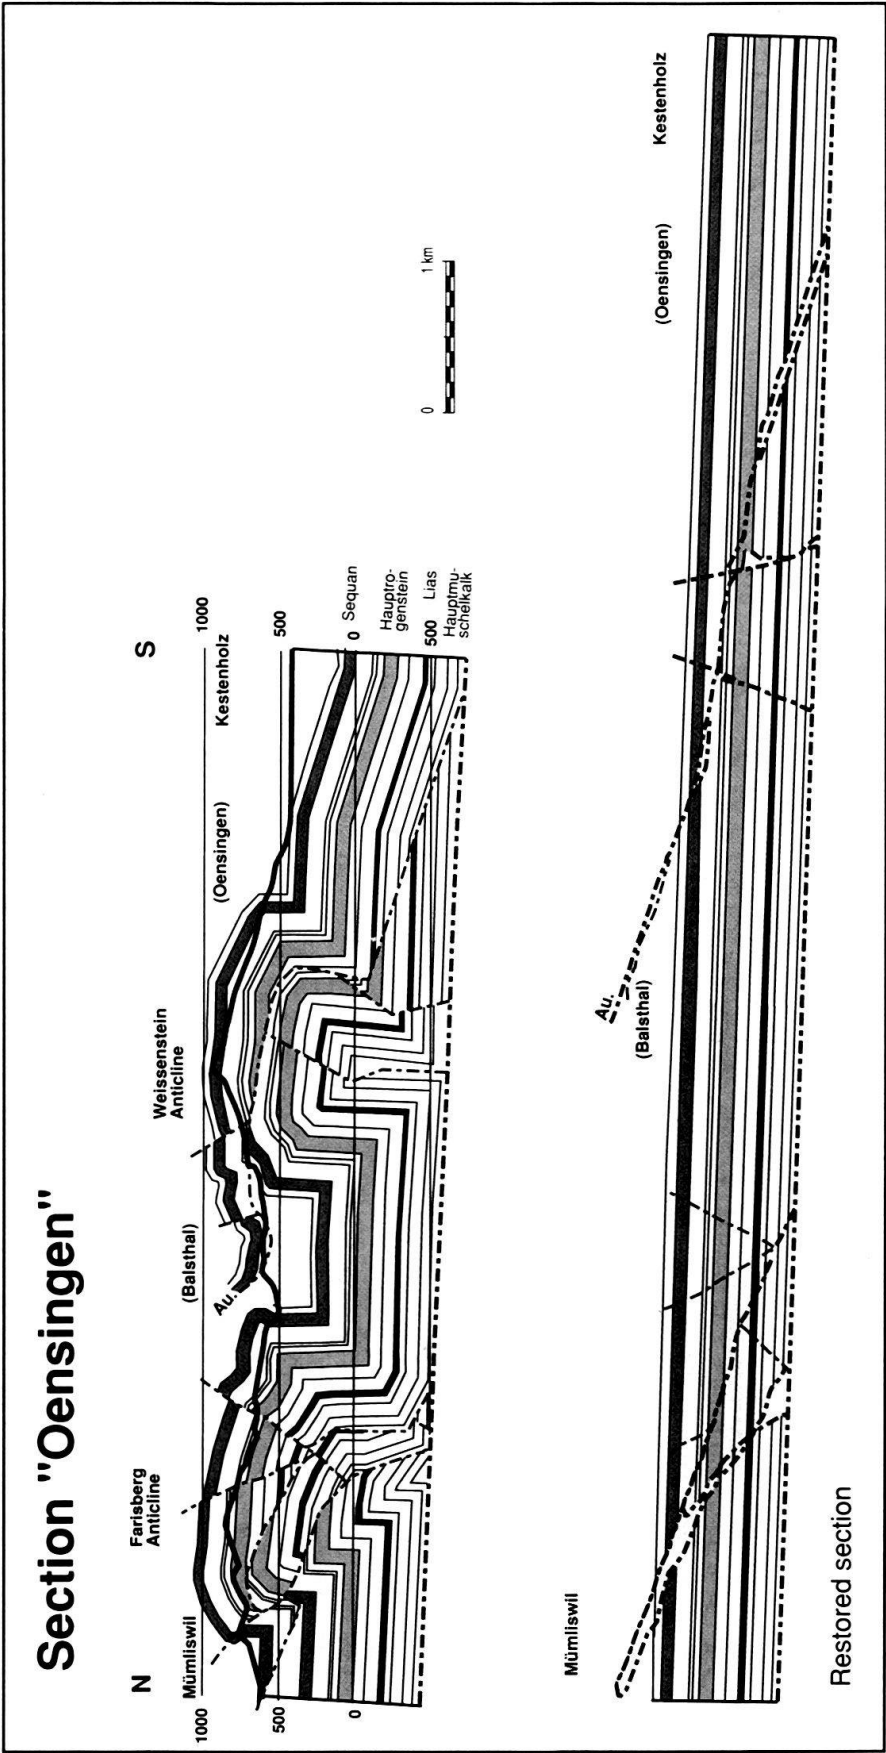 Section "Oensingen"
N
S
Farisberg
Anticline
Weissenstein
Anticline
Mümliswil
(Balsthal)
(Oensingen)
Kestenholz
1000
1000
Au.
500
500
0
0 Sequan
Hauptro-
genstein
500 Lias
Hauptmu-
schelkalk
0
1 km
Mümliswil
Au.
(Balsthal)
(Oensingen)
Kestenholz
Restored section